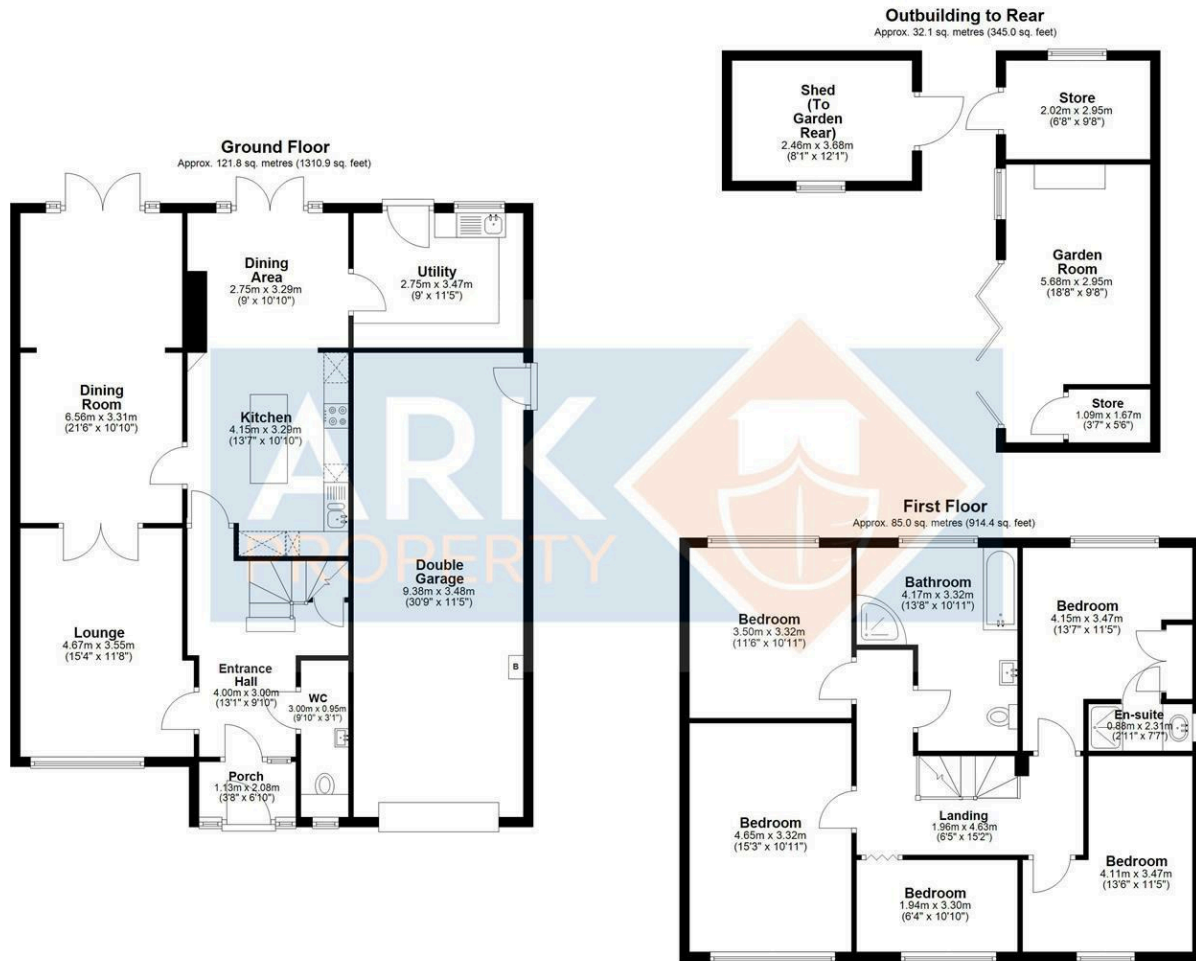 Outbuilding to Rear
Approx. 32.1 sq. metres (345.0 sq. feet)
Shed
(To
Garden
Rear)
2.46m x 3.68m
(8'1" x 12'1")
Store
2.02m x 2.95m
(6'8" x 9'8")
Garden
Room
5.68m x 2.95m
(18'8" x 9'8")
Store
1.09m x 1.67m
(3'7" x 5'6")
Ground Floor
Approx. 121.8 sq. metres (1310.9 sq. feet)
Dining
Area
2.75m x 3.29m
(9' x 10'10")
Utility
2.75m x 3.47m
(9' x 11'5")
Dining
Room
6.56m x 3.31m
(21'6" x 10'10")
Kitchen
4.15m x 3.29m
(13'7" x 10'10")
Double
Garage
9.38m x 3.48m
(30'9" x 11'5")
B
Lounge
4.67m x 3.55m
(15'4" x 11'8")
Entrance
Hall
4.00m x 3.00m
(13'1" x 9'10")
WC
3.00m x 0.95m
(9'10" x 3'1")
Porch
1.13m x 2.08m
(3'8" x 6'10")
ARK
PROPERTY
First Floor
Approx. 85.0 sq. metres (914.4 sq. feet)
Bedroom
3.50m x 3.32m
(11'6" x 10'11")
Bathroom
4.17m x 3.32m
(13'8" x 10'11")
Bedroom
4.15m x 3.47m
(13'7" x 11'5")
En-suite
0.88m x 2.31m
(2'11" x 7'7")
Bedroom
4.65m x 3.32m
(15'3" x 10'11")
Landing
1.96m x 4.63m
(6'5" x 15'2")
Bedroom
1.94m x 3.30m
(6'4" x 10'10")
Bedroom
4.11m x 3.47m
(13'6" x 11'5")